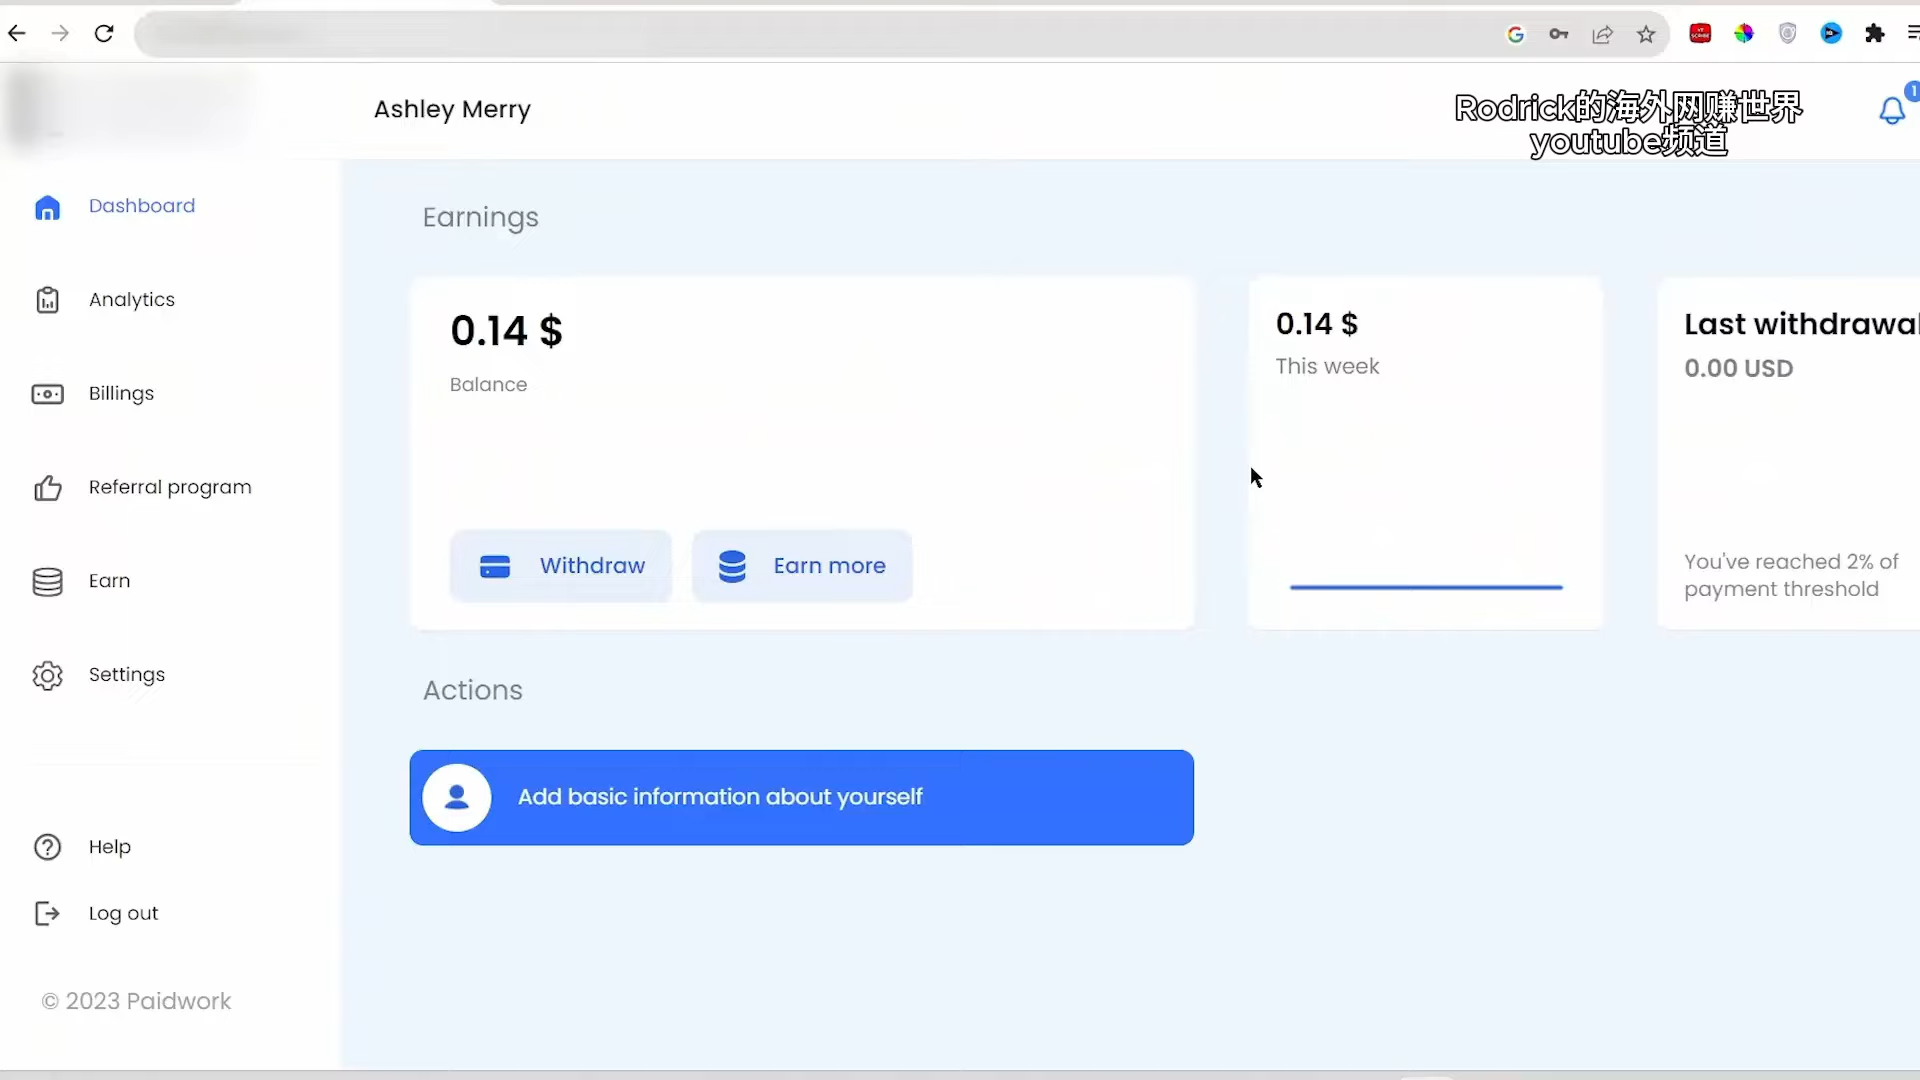 Ashley Merry
Rodrick的海外网赚世界
youtube频道
1
Dashboard
Analytics
Billings
Referral program
Earn
Settings
Help
Log out
© 2023 Paidwork
Earnings
0.14 $
Balance
Withdraw
Earn more
0.14 $
This week
Last withdrawal
0.00 USD
You've reached 2% of
payment threshold
Actions
Add basic information about yourself